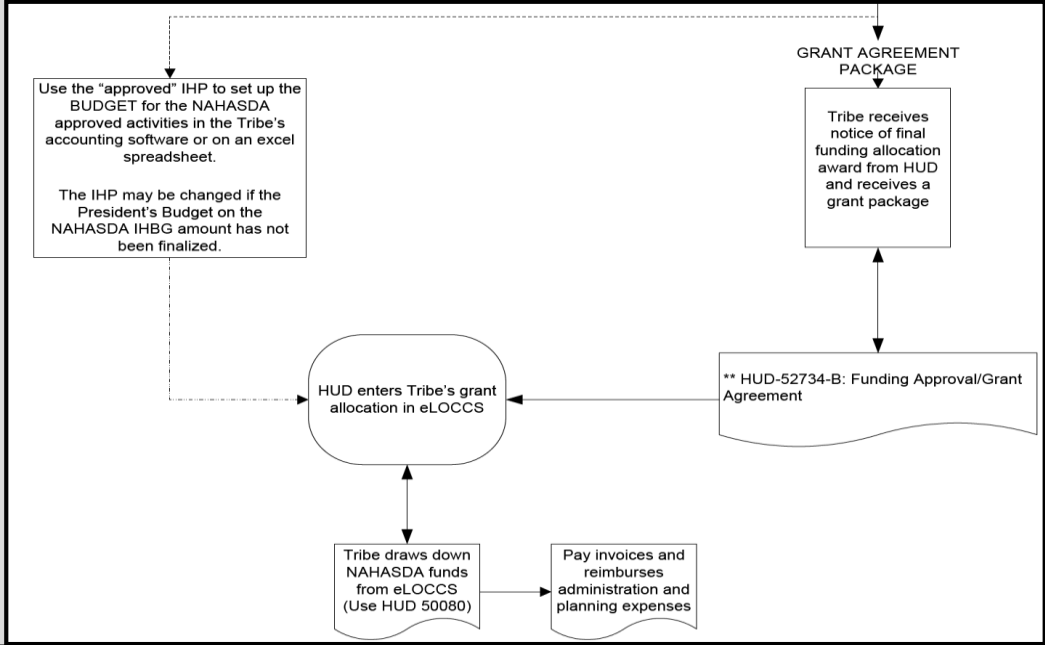 GRANT AGREEMENT
PACKAGE
Use the “approved” IHP to set up the
BUDGET for the NAHASDA
approved activities in the Tribe’s
accounting software or on an excel
spreadsheet.
The IHP may be changed if the
President’s Budget on the
NAHASDA IHBG amount has not
been finalized.
Tribe receives
notice of final
funding allocation
award from HUD
and receives a
grant package
HUD enters Tribe’s grant
allocation in eLOCCS
** HUD-52734-B: Funding Approval/Grant
Agreement
Tribe draws down
NAHASDA funds
from eLOCCS
(Use HUD 50080)
Pay invoices and
reimburses
administration and
planning expenses